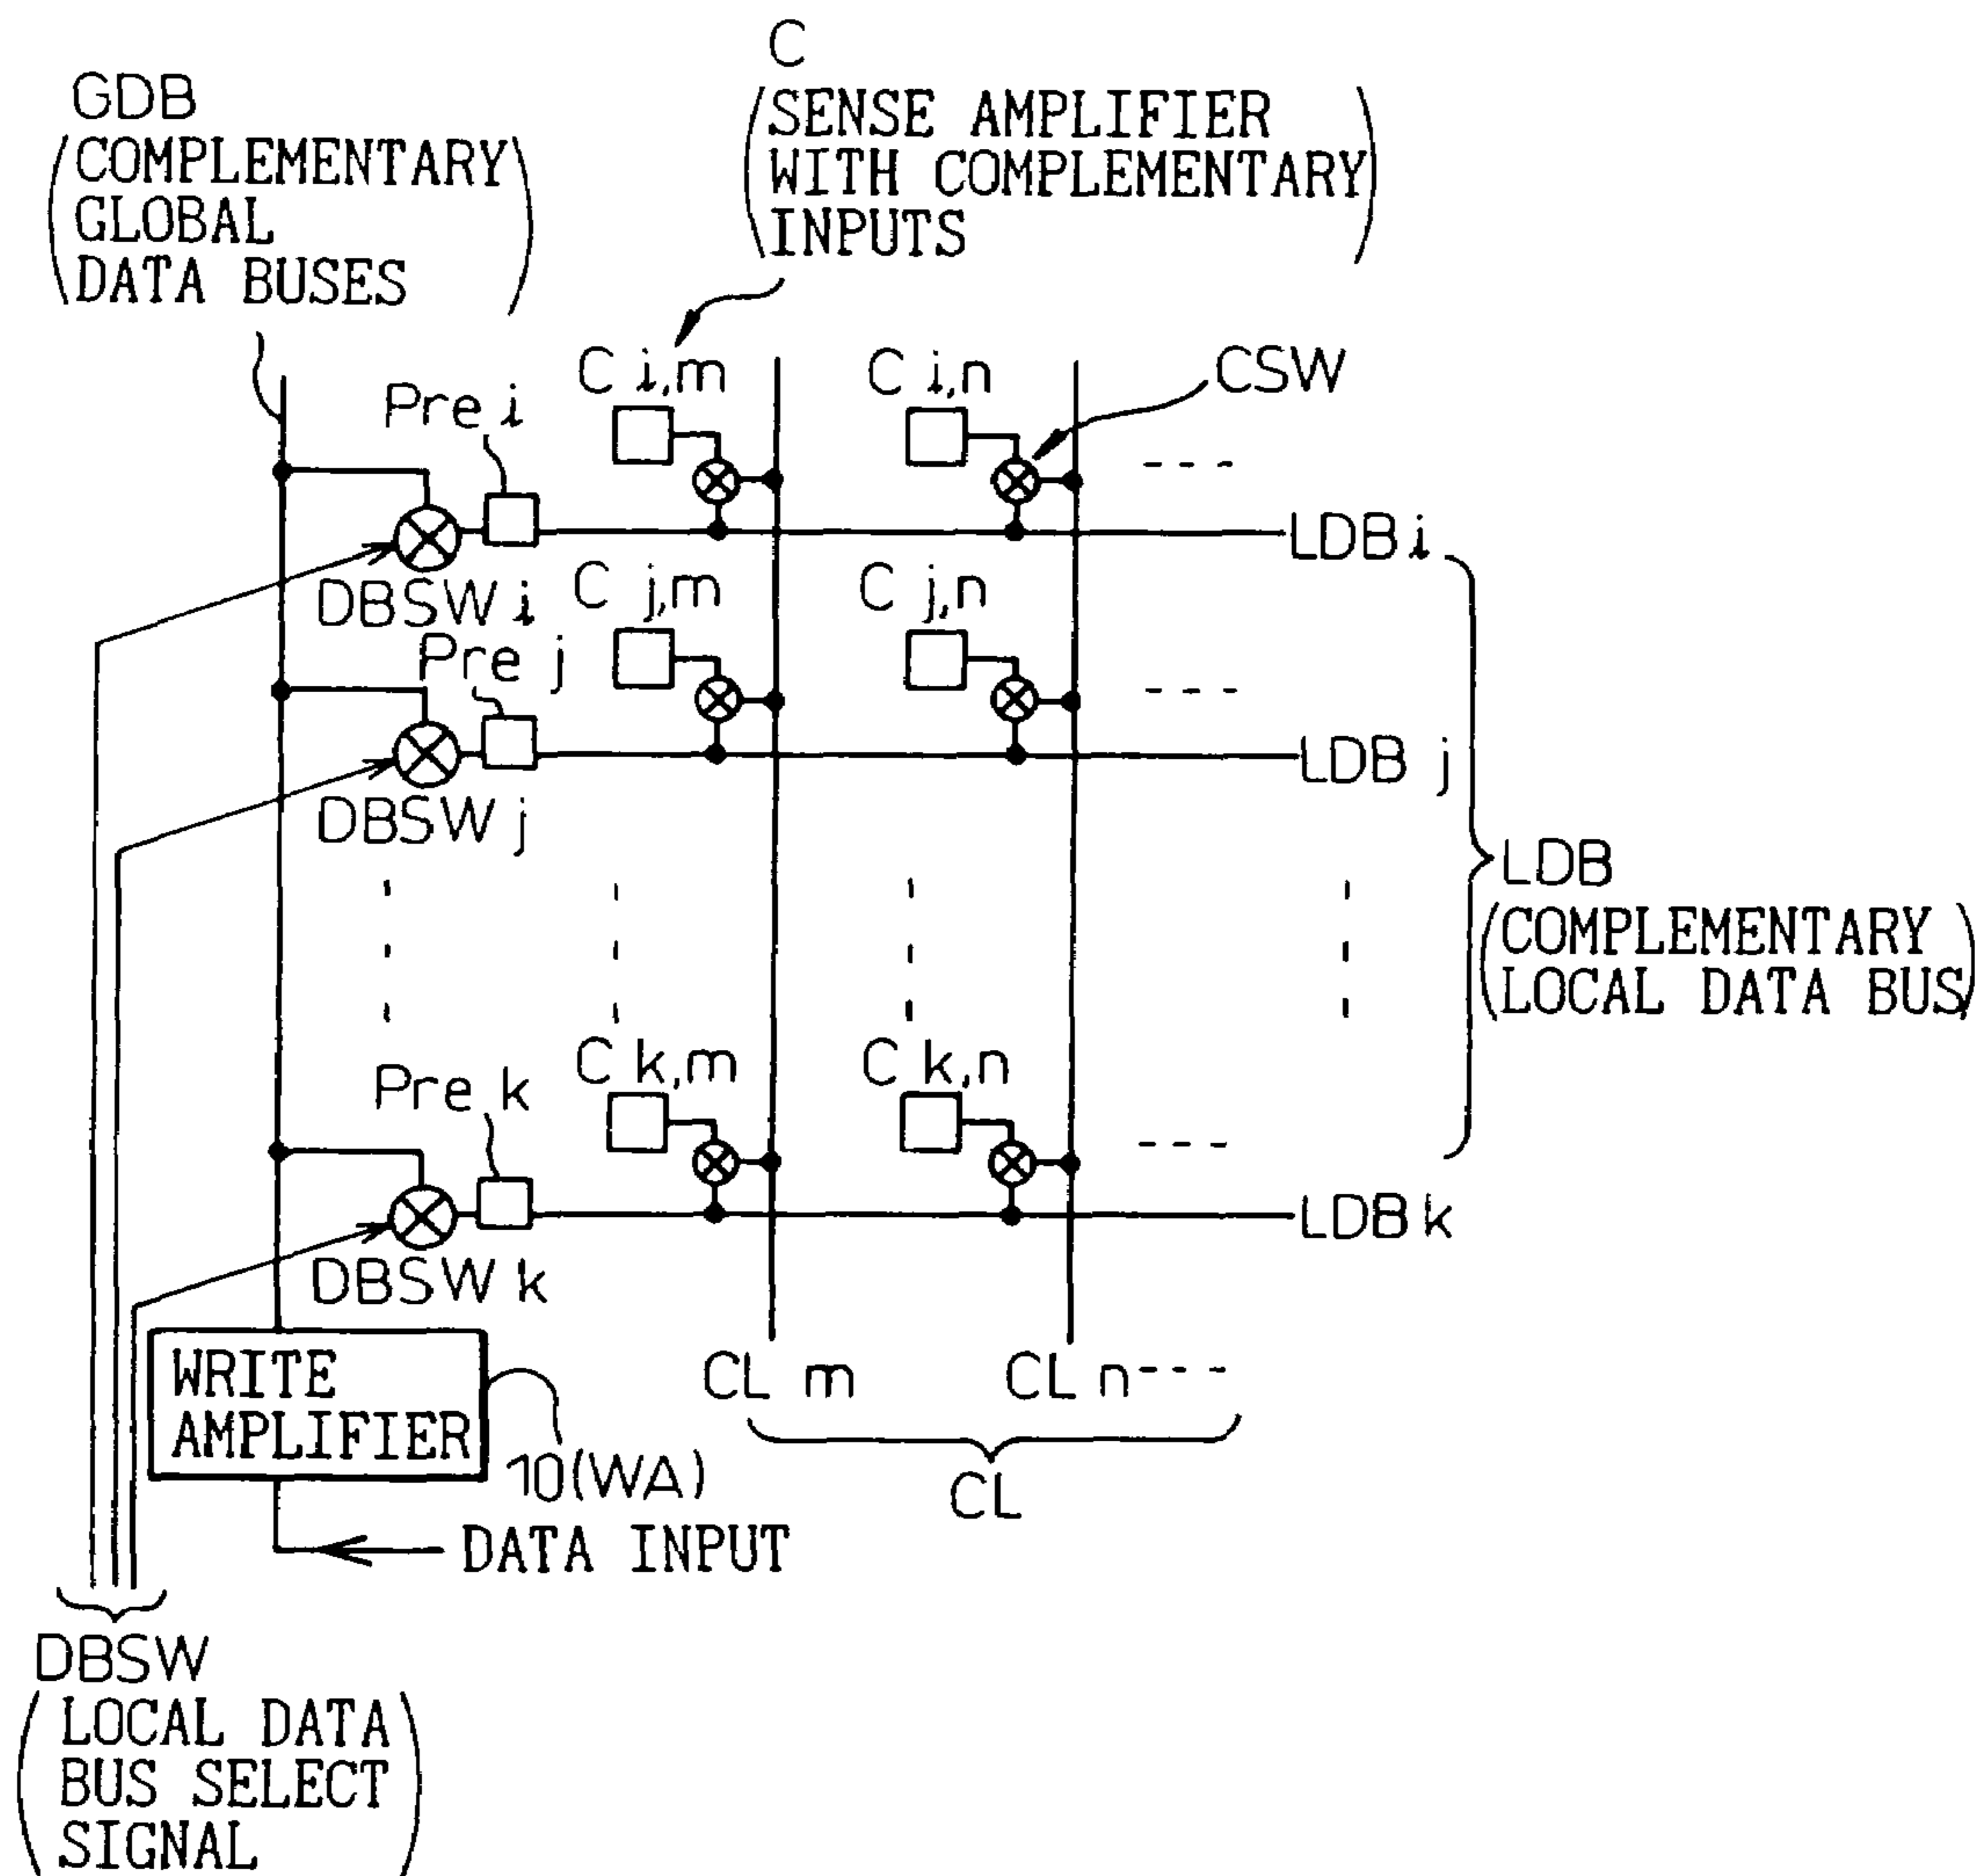 C
(SENSE AMPLIFIER
WITH COMPLEMENTARY
INPUTS)
GDB
(COMPLEMENTARY
GLOBAL
DATA BUSES)
C i,m
C i,n
CSW
Pre i
LDB i
DBSW i
C j,m
C j,n
Pre j
LDB j
DBSW j
LDB
(COMPLEMENTARY
LOCAL DATA BUS)
C k,m
C k,n
Pre k
LDB k
DBSW k
WRITE
AMPLIFIER
CL m
CL n
10(WA)
CL
DATA INPUT
DBSW
(LOCAL DATA
BUS SELECT
SIGNAL)